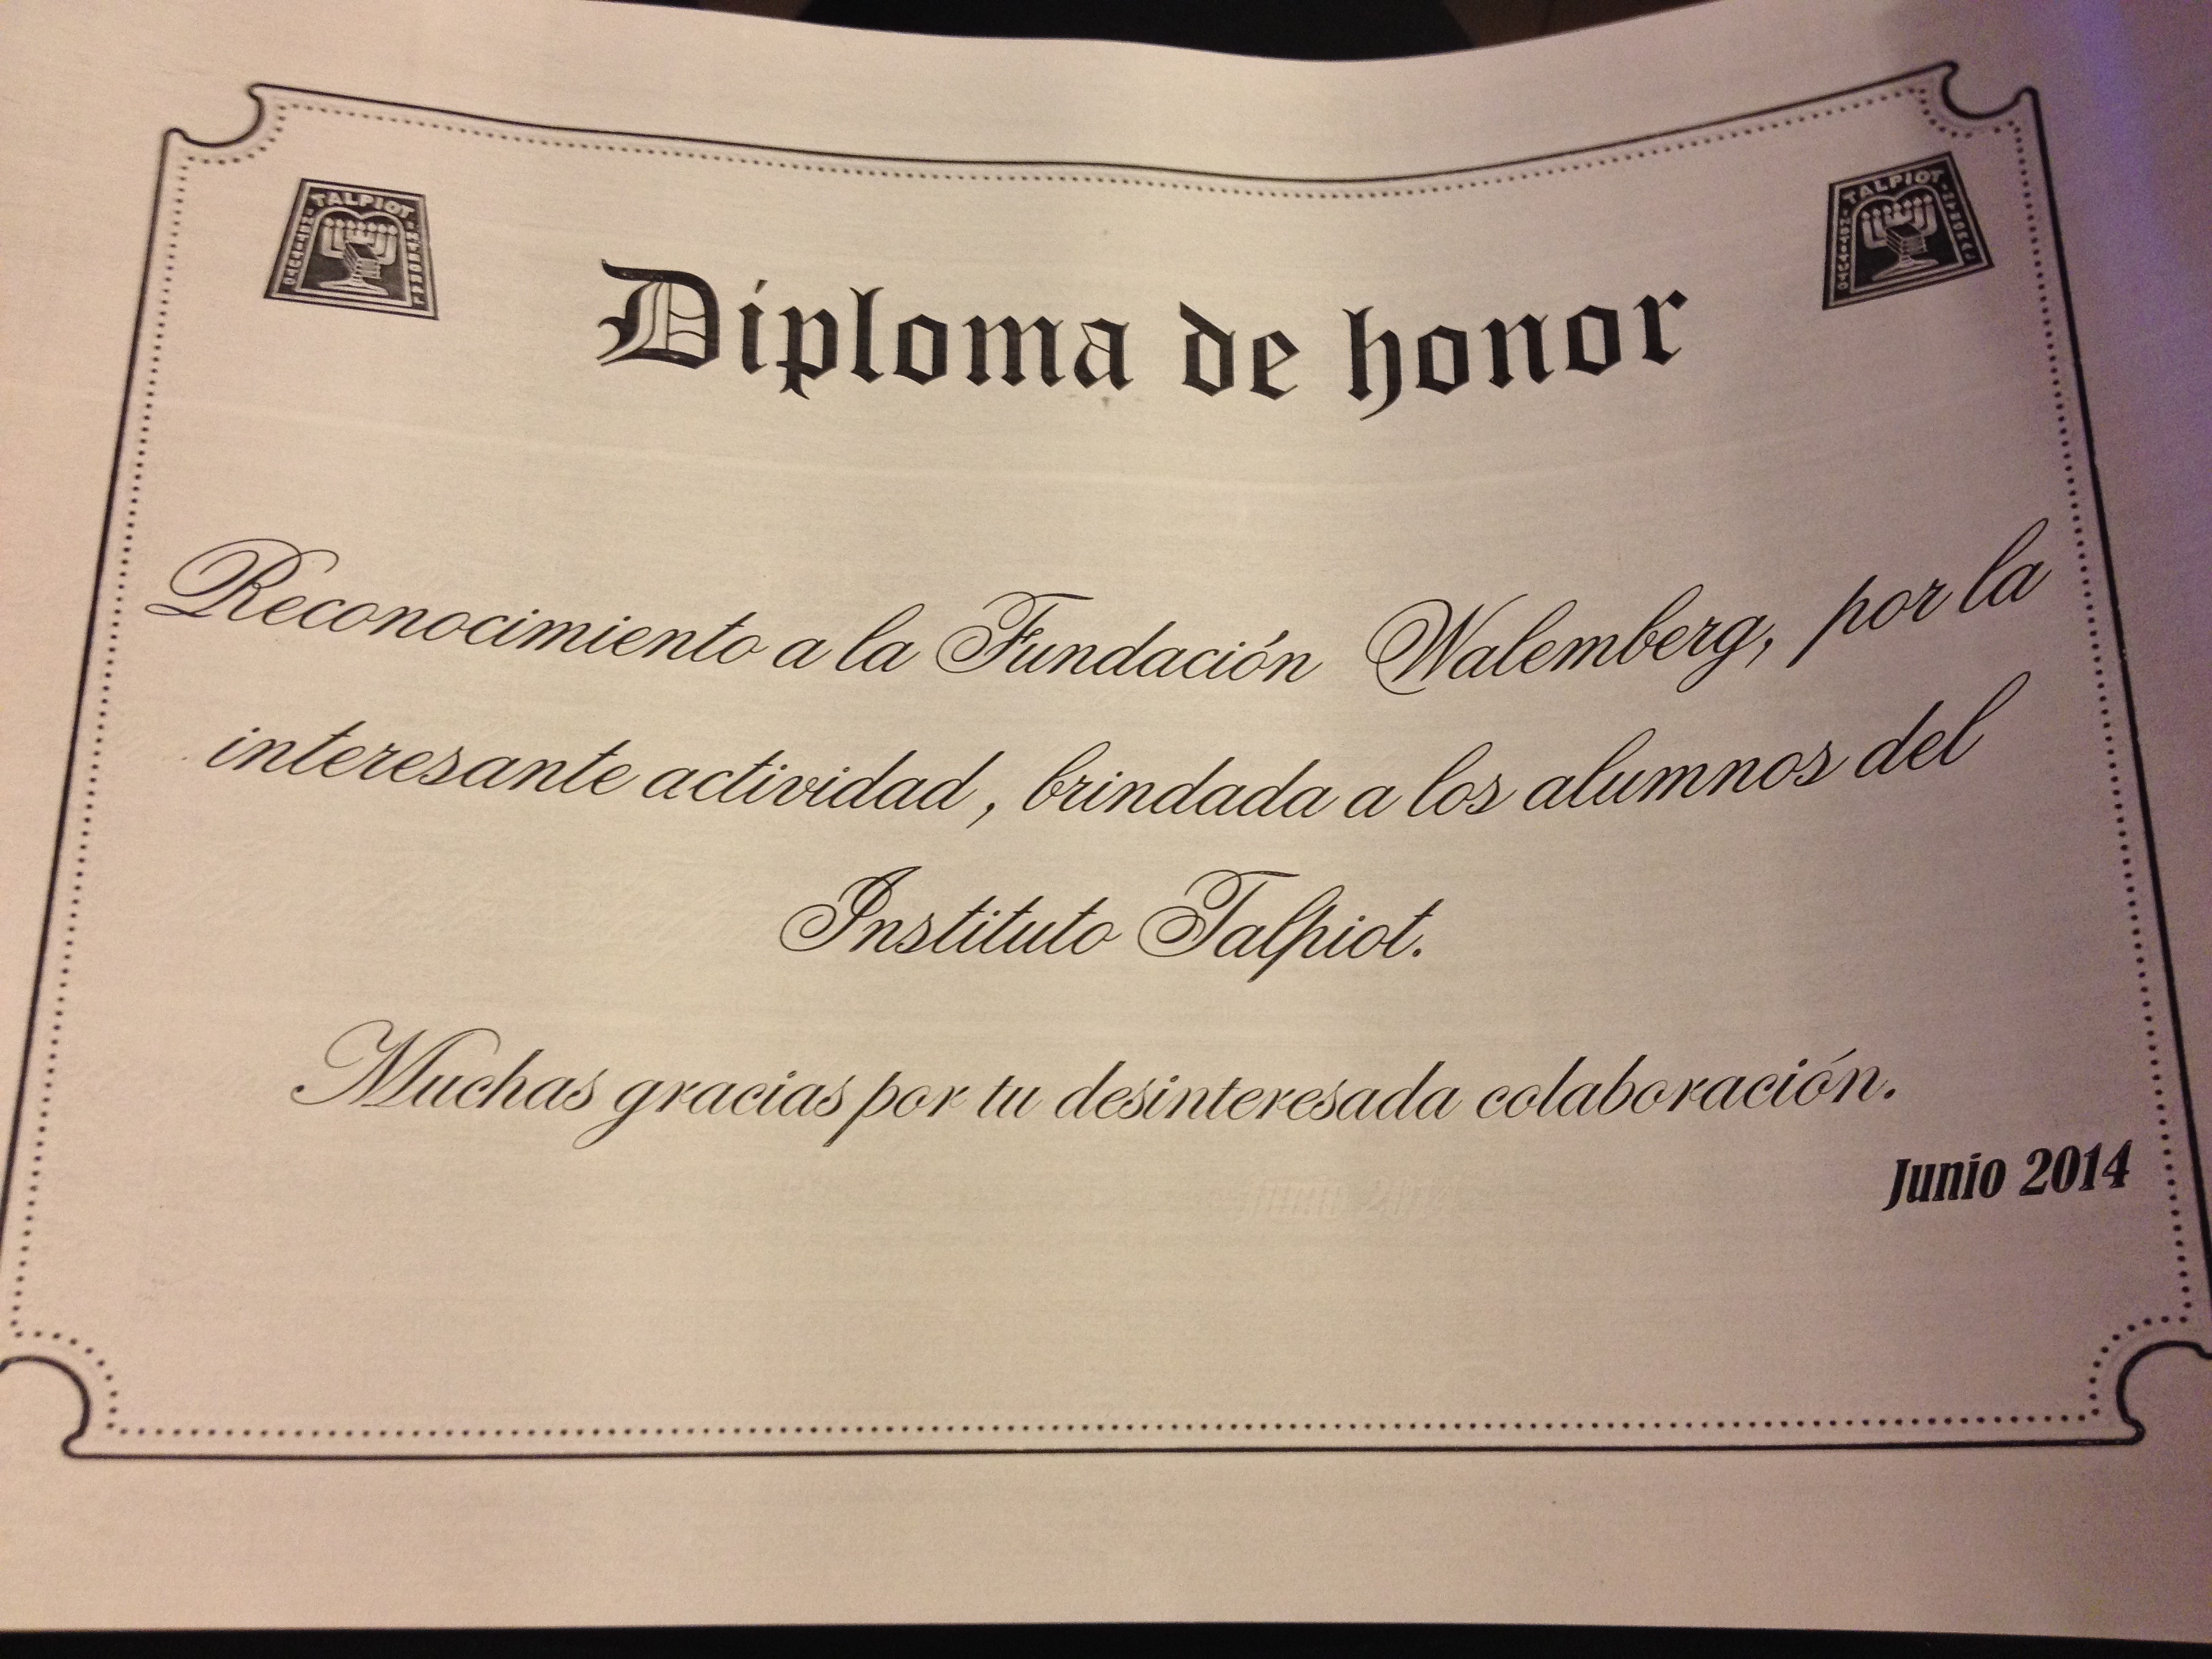 TALPIOT
TALPIOT
Diploma de honor
Reconocimiento a la Fundación Walemberg, por la
interesante actividad , brindada a los alumnos del
Instituto Talpiot.
Muchas gracias por tu desinteresada colaboración.
Junio 2014